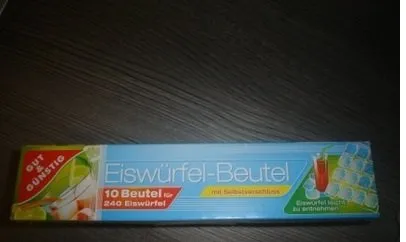 GUT &
GÜNSTIG
Eiswürfel-Beutel
10 Beutel für
240 Eiswürfel
mit Selbstverschluss
Eiswürfel leicht
zu entnehmen